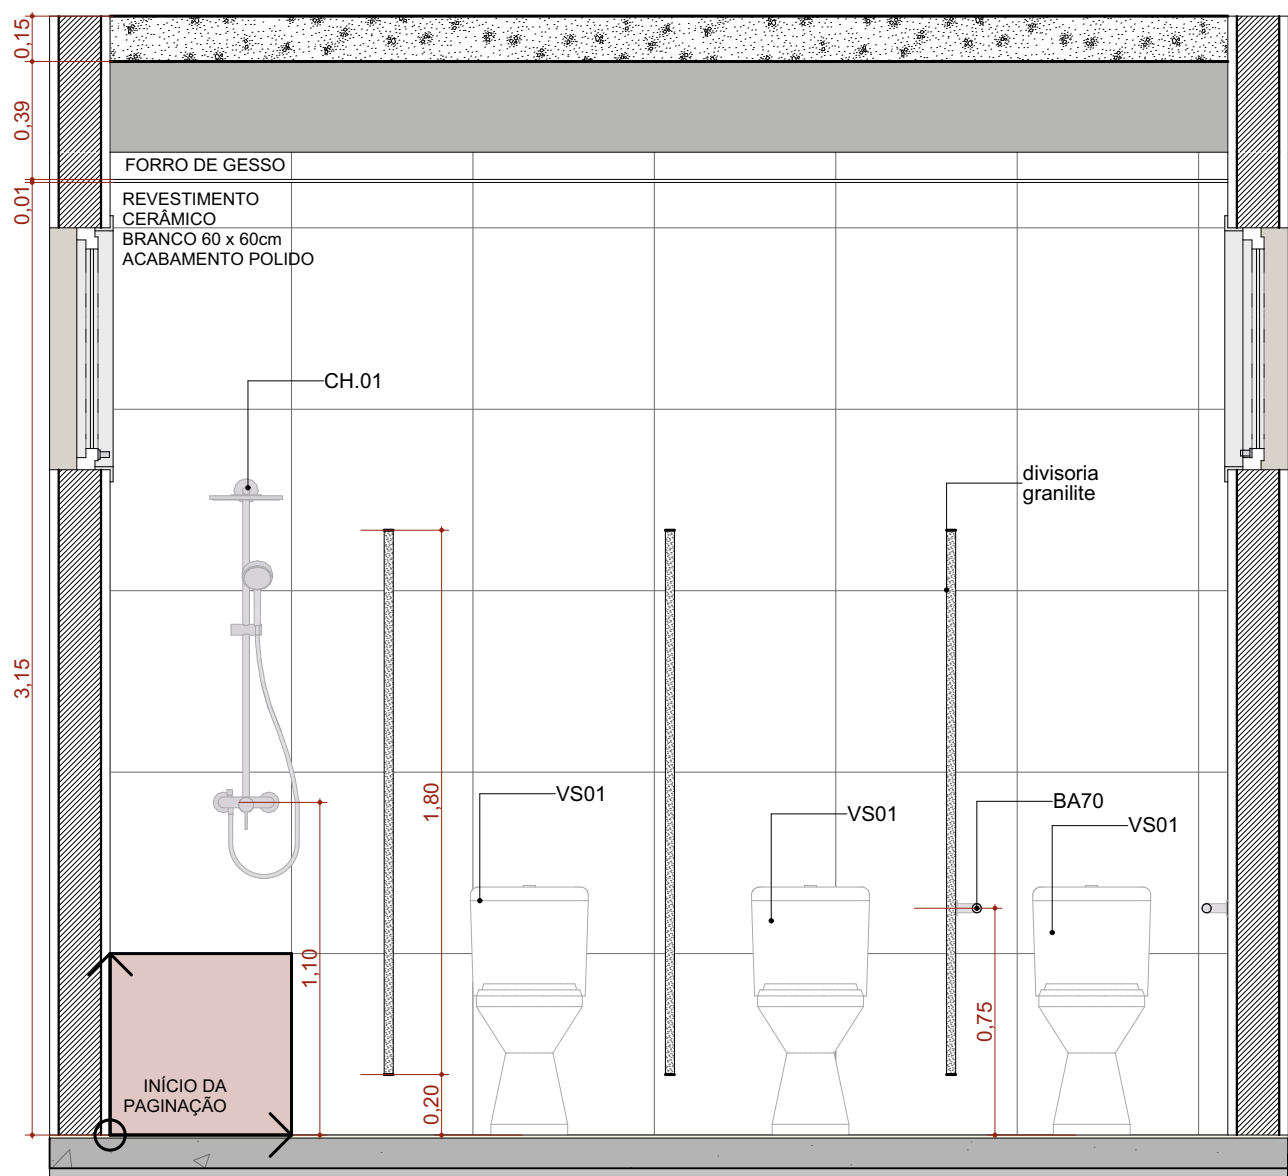 0,15
0,39
FORRO DE GESSO
0,01
REVESTIMENTO
CERÂMICO
BRANCO 60 x 60cm
ACABAMENTO POLIDO
CH.01
divisoria
granilite
3,15
1,80
VS01
VS01
BA70
VS01
1,10
0,75
INÍCIO DA
PAGINAÇÃO
0,20